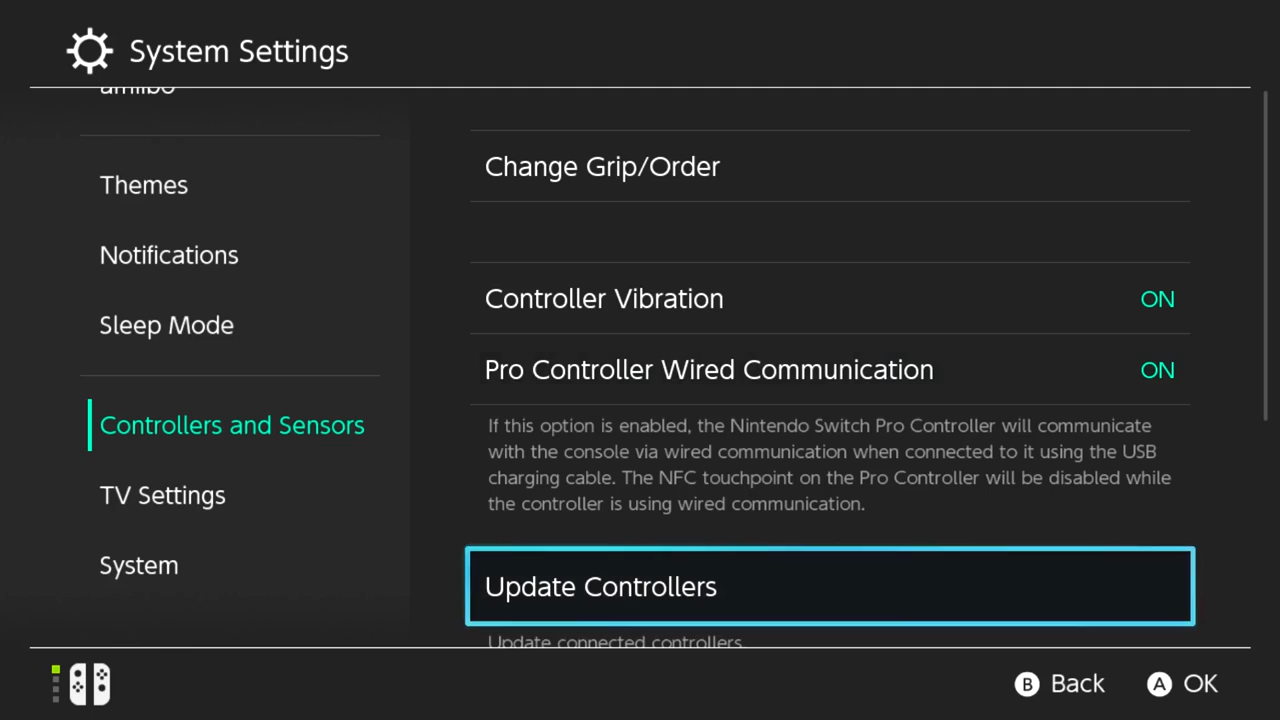 System Settings
amiibo
Themes
Notifications
Sleep Mode
Controllers and Sensors
TV Settings
System
Change Grip/Order
Controller Vibration ON
Pro Controller Wired Communication ON
If this option is enabled, the Nintendo Switch Pro Controller will communicate
with the console via wired communication when connected to it using the USB
charging cable. The NFC touchpoint on the Pro Controller will be disabled while
the controller is using wired communication.
Update Controllers
Update connected controllers.
B Back A OK